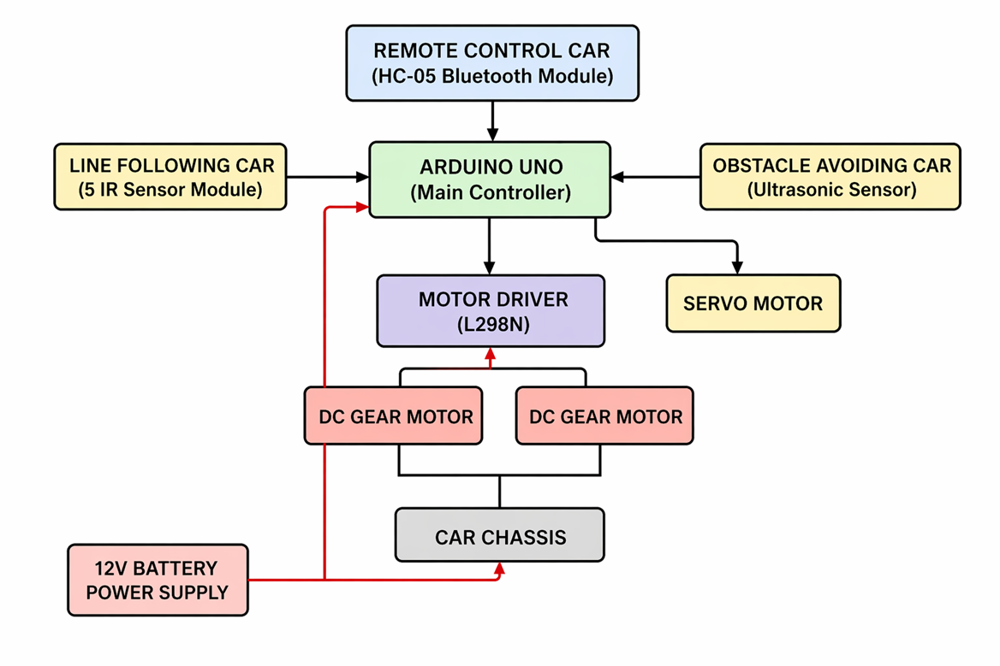 REMOTE CONTROL CAR
(HC-05 Bluetooth Module)
LINE FOLLOWING CAR
(5 IR Sensor Module)
ARDUINO UNO
(Main Controller)
OBSTACLE AVOIDING CAR
(Ultrasonic Sensor)
MOTOR DRIVER
(L298N)
SERVO MOTOR
DC GEAR MOTOR
DC GEAR MOTOR
CAR CHASSIS
12V BATTERY
POWER SUPPLY